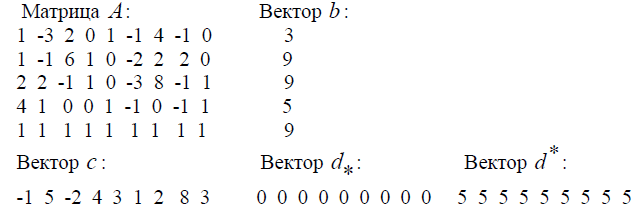 Матрица A: Вектор b:
1 -3 2 0 1 -1 4 -1 0 3
1 -1 6 1 0 -2 2 2 0 9
2 2 -1 1 0 -3 8 -1 1 9
4 1 0 0 1 -1 0 -1 1 5
1 1 1 1 1 1 1 1 1 9
Вектор c: Вектор d*: Вектор d*:
-1 5 -2 4 3 1 2 8 3 0 0 0 0 0 0 0 0 0 5 5 5 5 5 5 5 5 5